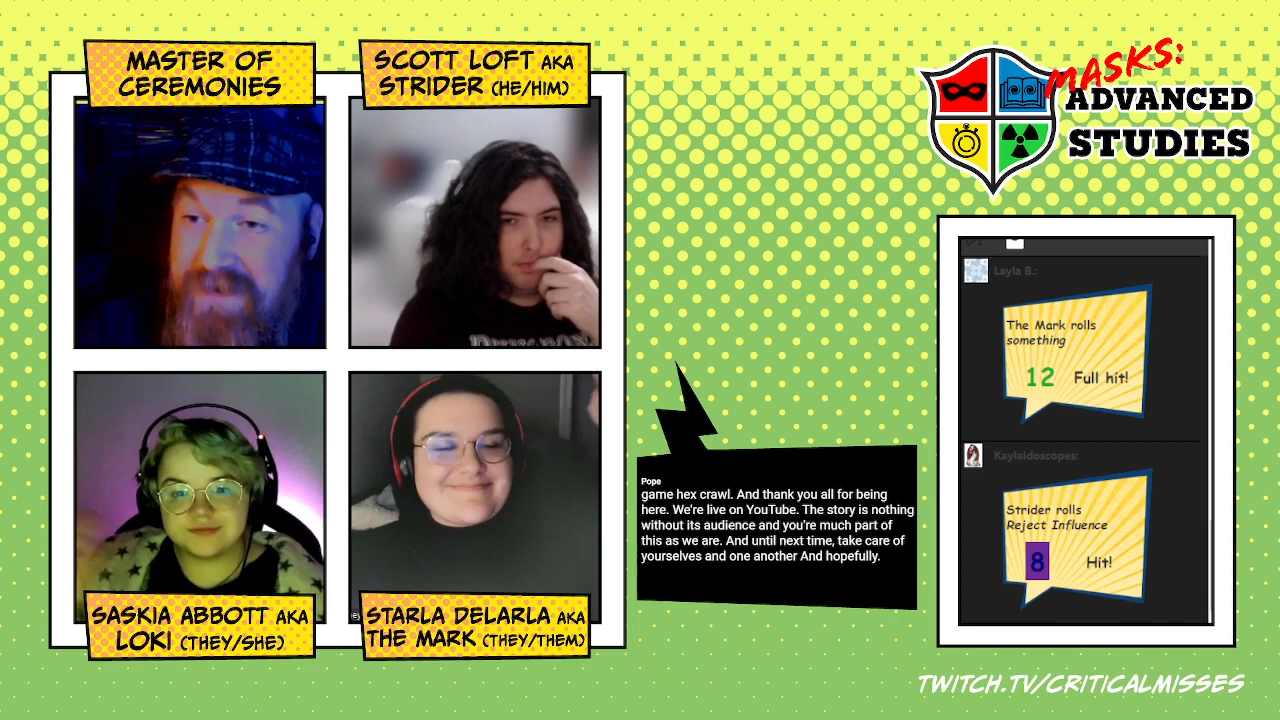 MASTER OF
CEREMONIES
SCOTT LOFT AKA
STRIDER (HE/HIM)
SASKIA ABBOTT AKA
LOKI (THEY/SHE)
STARLA DELARLA AKA
THE MARK (THEY/THEM)
Pope
game hex crawl. And thank you all for being
here. We're live on YouTube. The story is nothing
without its audience and you're much part of
this as we are. And until next time, take care of
yourselves and one another And hopefully.
MASKS:
ADVANCED
STUDIES
Layla B.:
The Mark rolls
something
12 Full hit!
Kaylaidoscopes:
Strider rolls
Reject Influence
8 Hit!
TWITCH.TV/CRITICALMISSES